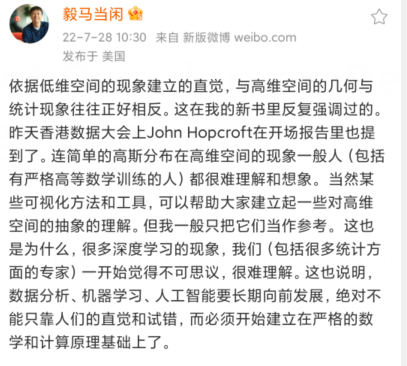 毅马当闲
22-7-28 10:30 来自 新版微博 weibo.com
发布于 美国
依据低维空间的现象建立的直觉，与高维空间的几何与
统计现象往往正好相反。这在我的新书里反复强调过的。
昨天香港数据大会上John Hopcroft在开场报告里也提
到了。连简单的高斯分布在高维空间的现象一般人（包括
有严格高等数学训练的人）都很难理解和想象。当然某
些可视化方法和工具，可以帮助大家建立起一些对高维
空间的抽象的理解。但我一般只把它们当作参考。这也
是为什么，很多深度学习的现象，我们（包括很多统计方
面的专家）一开始觉得不可思议，很难理解。这也说明，
数据分析、机器学习、人工智能要长期向前发展，绝对不
能只靠人们的直觉和试错，而必须开始建立在严格的数
学和计算原理基础上了。